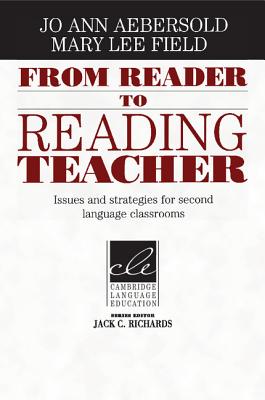 JO ANN AEBERSOLD
MARY LEE FIELD
FROM READER
TO
READING
TEACHER
Issues and strategies for second
language classrooms
cle
CAMBRIDGE
LANGUAGE
EDUCATION
SERIES EDITOR
JACK C. RICHARDS